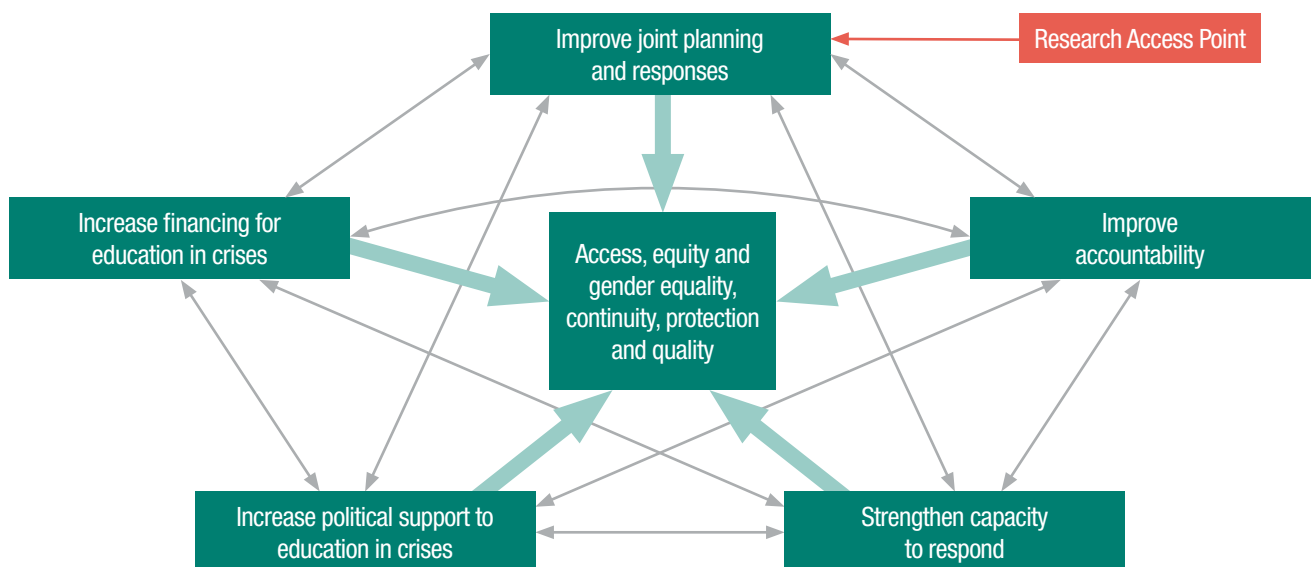 Improve joint planning
and responses
Research Access Point
Increase financing for
education in crises
Access, equity and
gender equality,
continuity, protection
and quality
Improve
accountability
Increase political support to
education in crises
Strengthen capacity
to respond